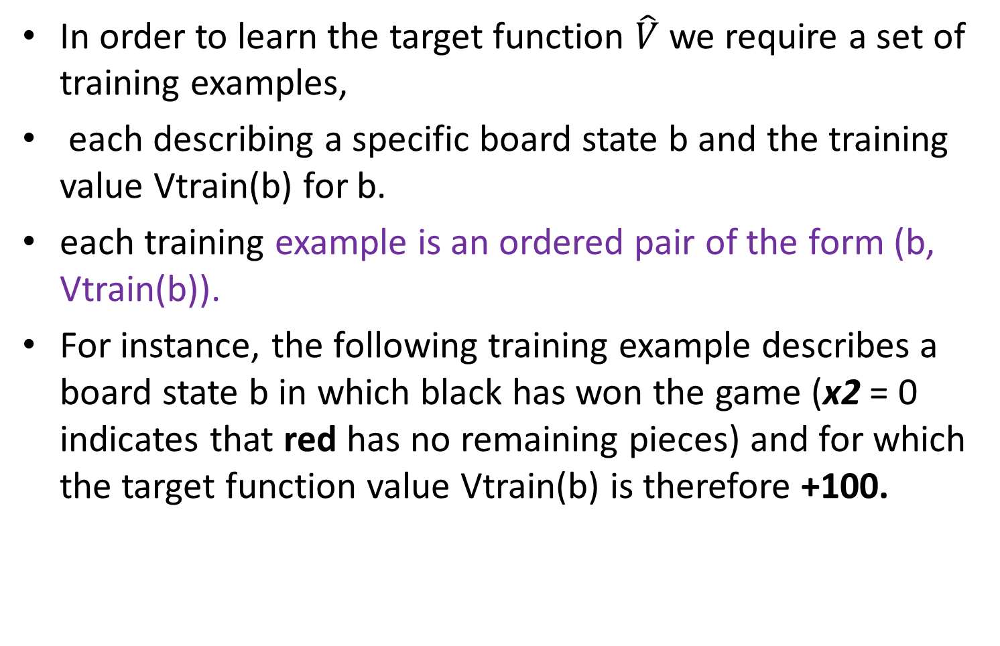 • In order to learn the target function V̂ we require a set of
training examples,
• each describing a specific board state b and the training
value Vtrain(b) for b.
• each training example is an ordered pair of the form (b,
Vtrain(b)).
• For instance, the following training example describes a
board state b in which black has won the game (x2 = 0
indicates that red has no remaining pieces) and for which
the target function value Vtrain(b) is therefore +100.